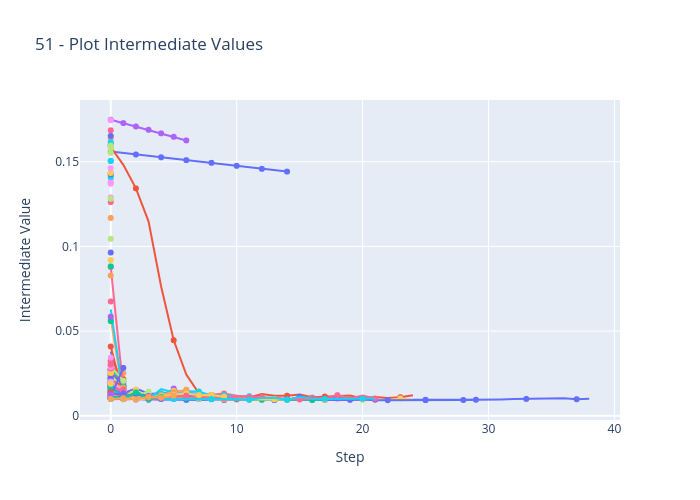 51 - Plot Intermediate Values
Intermediate Value
0.15
0.1
0.05
0
0 10 20 30 40
Step